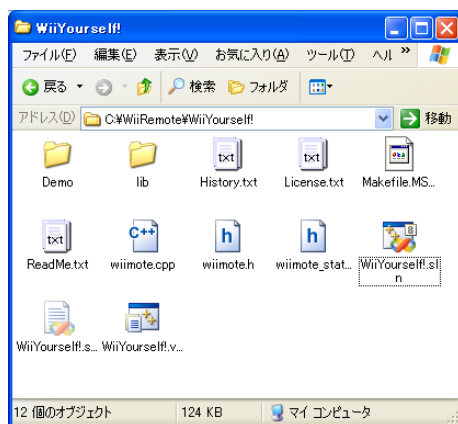 WiiYourself!
ファイル(F) 編集(E) 表示(V) お気に入り(A) ツール(T) ヘル »
戻る 検索 フォルダ
アドレス(D) C:¥WiiRemote¥WiiYourself! 移動
Demo lib History.txt License.txt Makefile.MS...
ReadMe.txt wiimote.cpp wiimote.h wiimote_stat... WiiYourself!.sl
n
WiiYourself!.s... WiiYourself!.v...
12 個のオブジェクト 124 KB マイ コンピュータ